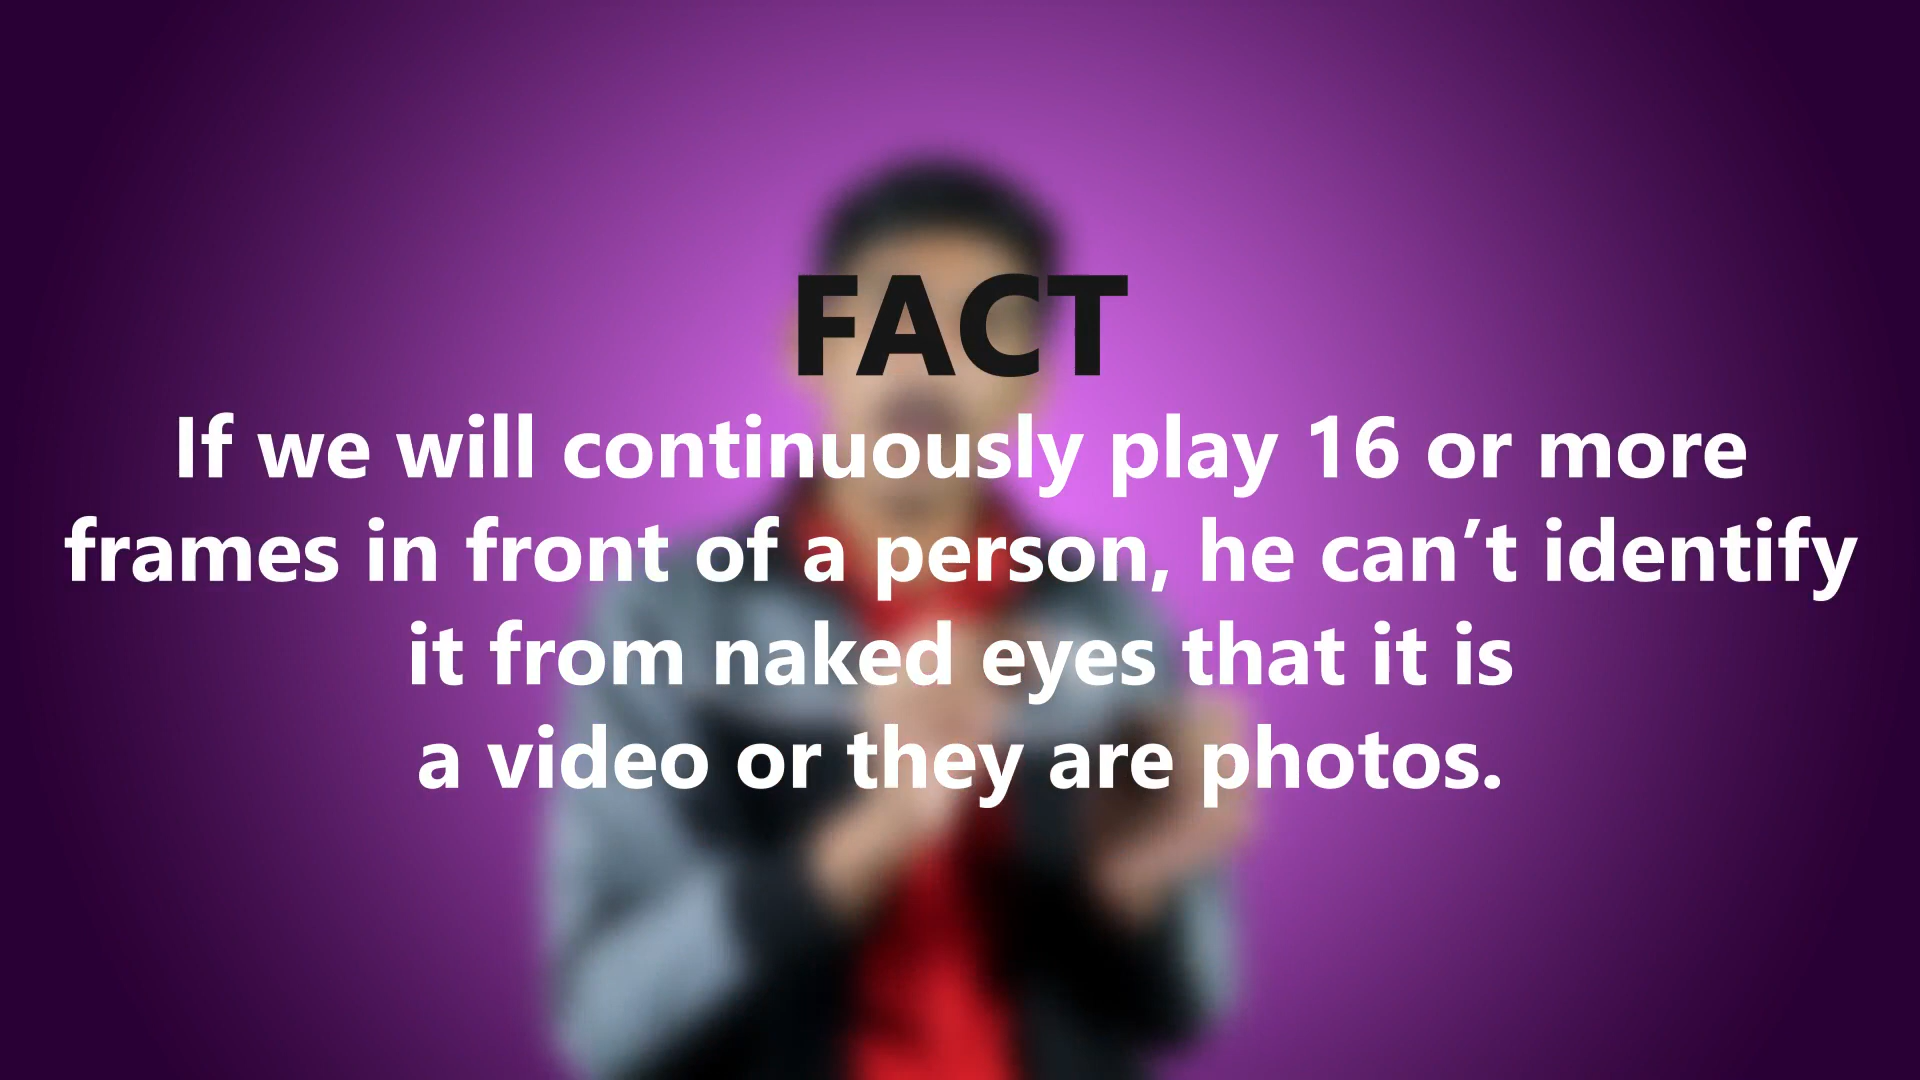 FACT
If we will continuously play 16 or more
frames in front of a person, he can’t identify
it from naked eyes that it is
a video or they are photos.